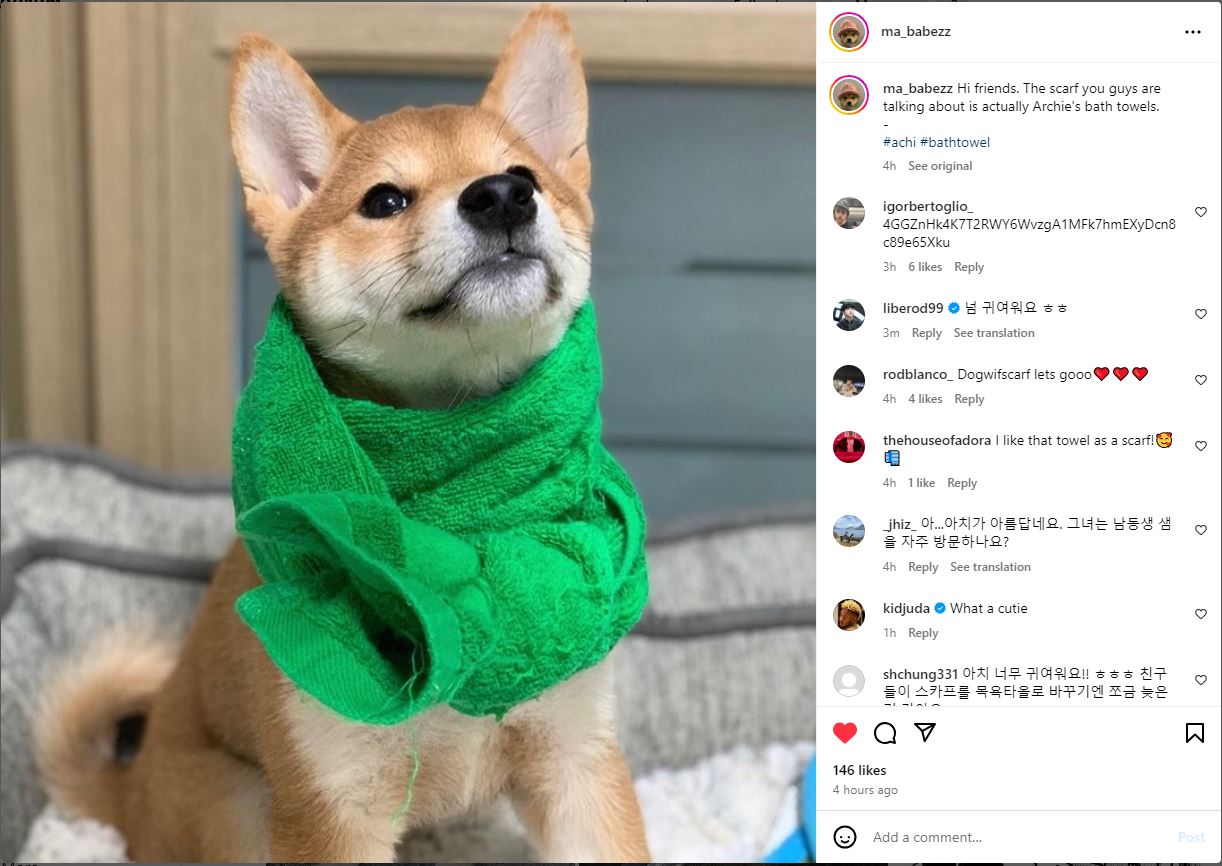 ma_babezz
ma_babezz Hi friends. The scarf you guys are
talking about is actually Archie's bath towels.
-
#achi #bathtowel
4h See original
igorbertoglio_
4GGZnHk4K7T2RWY6WvzgA1MFk7hmEXyDcn8
c89e65Xku
3h 6 likes Reply
liberod99 넘 귀여워요 ㅎㅎ
3m Reply See translation
rodblanco_ Dogwifscarf lets gooo❤️❤️❤️
4h 4 likes Reply
thehouseofadora I like that towel as a scarf!🥰
4h 1 like Reply
_jhiz_ 아...아치가 아름답네요. 그녀는 남동생 샘
을 자주 방문하나요?
4h Reply See translation
kidjuda What a cutie
1h Reply
shchung331 아치 너무 귀여워요!! ㅎㅎㅎ 친구
들이 스카프를 목욕타올로 바꾸기엔 쪼금 늦은
146 likes
4 hours ago
Add a comment...
Post